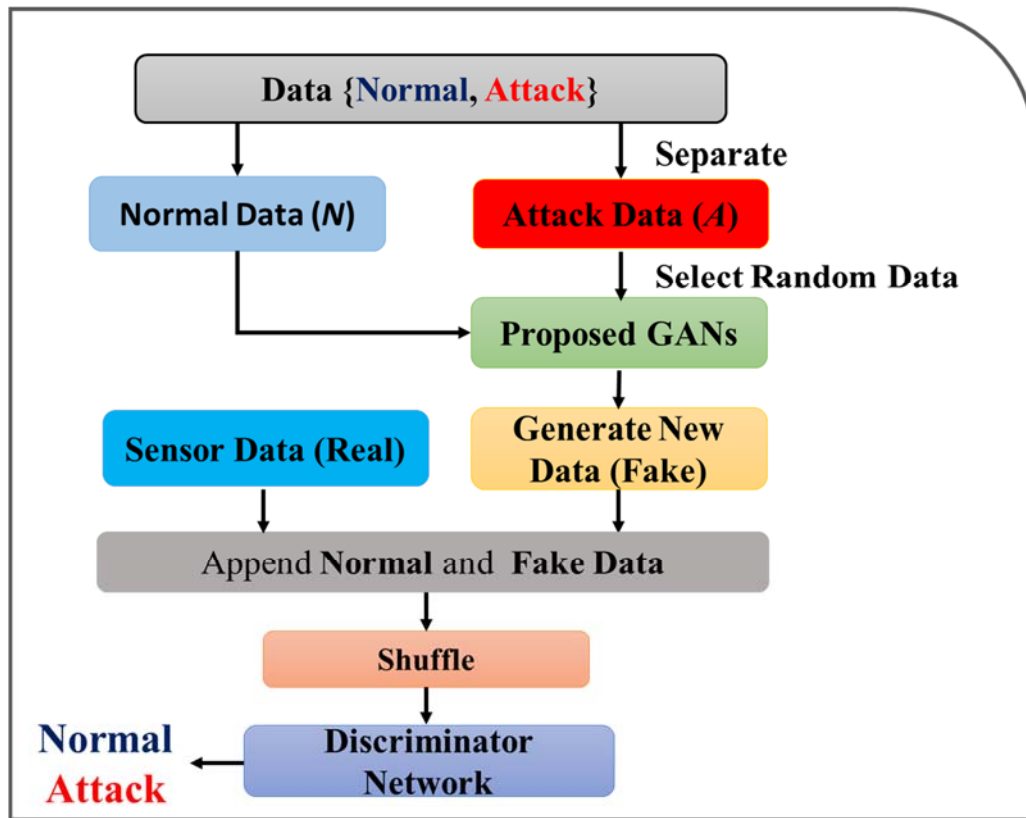 Data {Normal, Attack}
Separate
Normal Data (N)
Attack Data (A)
Select Random Data
Proposed GANs
Sensor Data (Real)
Generate New
Data (Fake)
Append Normal and Fake Data
Shuffle
Discriminator
Network
Normal
Attack